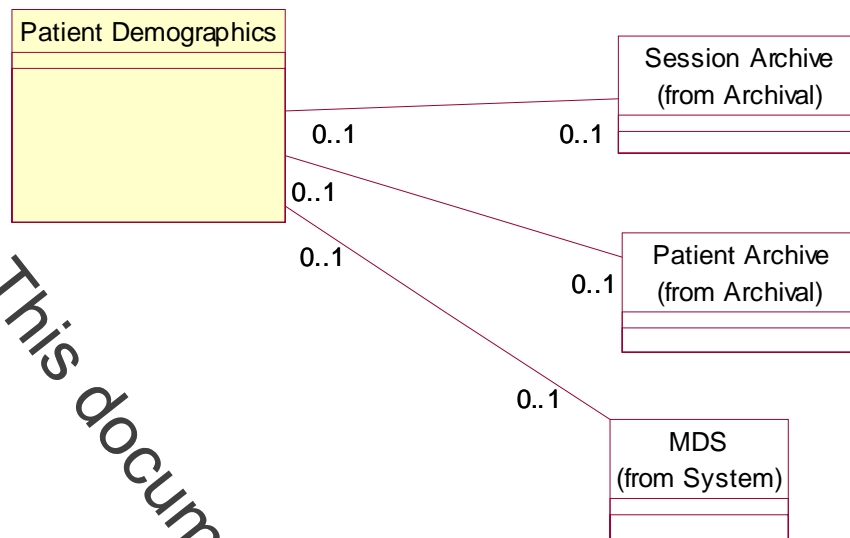 Patient Demographics
Session Archive
(from Archival)
0..1
0..1
0..1
Patient Archive
(from Archival)
0..1
0..1
0..1
MDS
(from System)
This